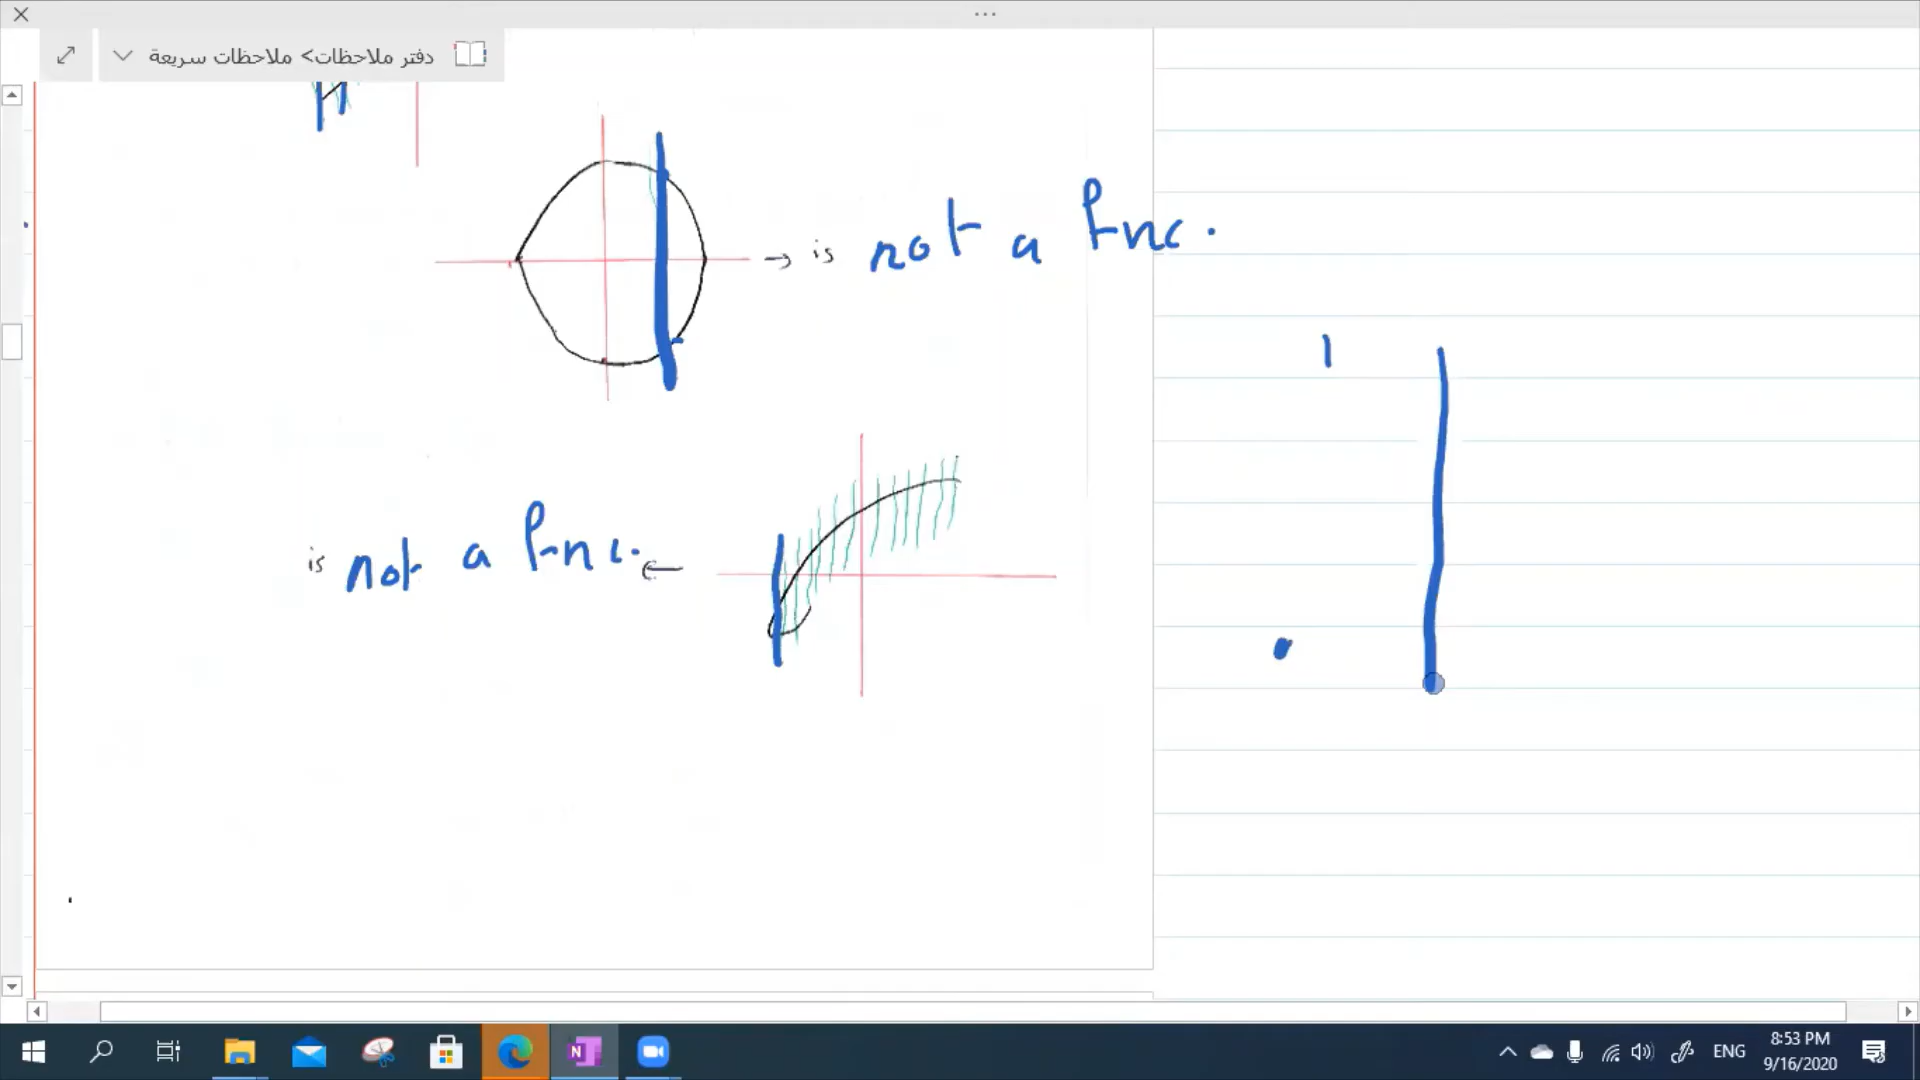 دفتر ملاحظات> ملاحظات سريعة
→ is not a fnc.
is not a fnc. ←
ENG
8:53 PM
9/16/2020